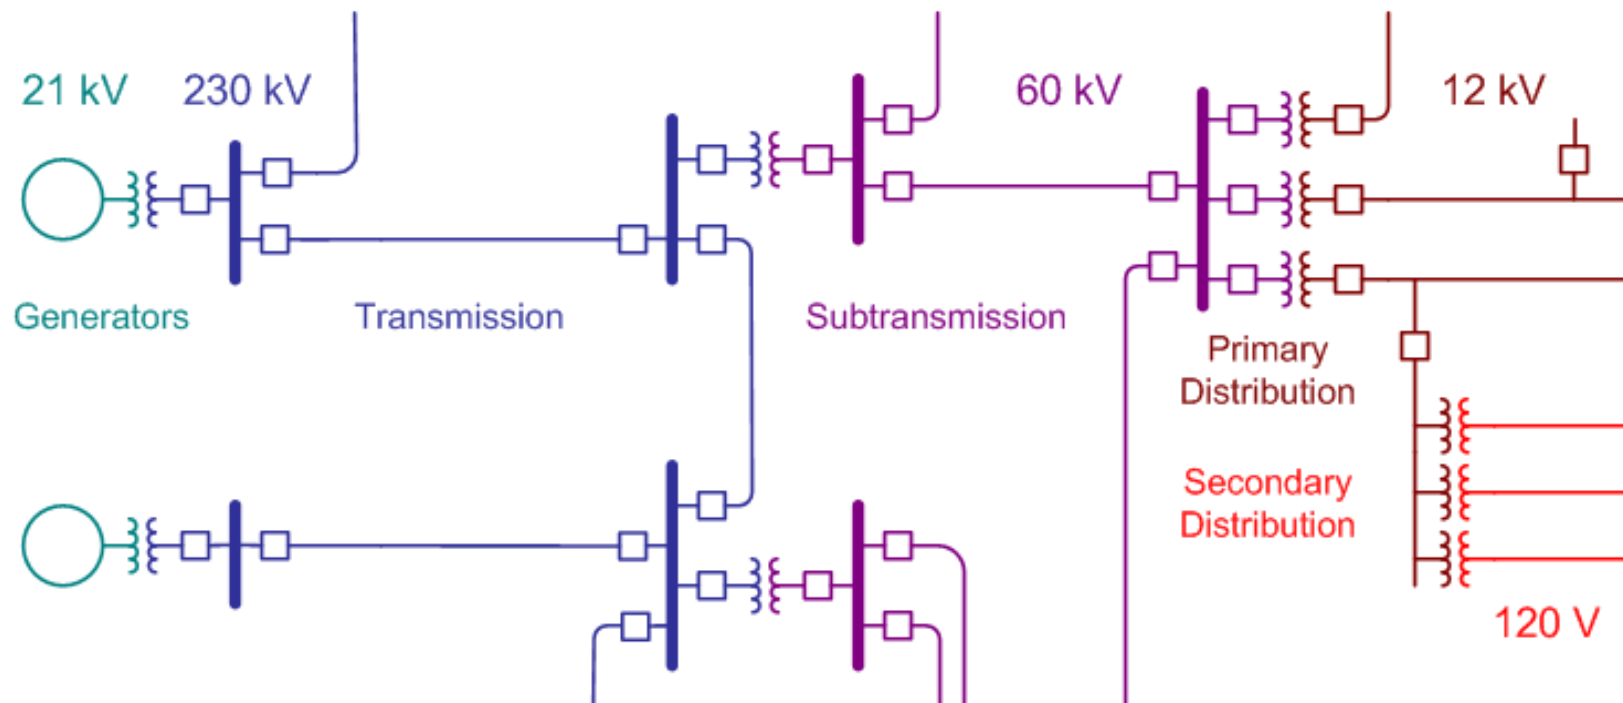 21 kV
230 kV
60 kV
12 kV
Generators
Transmission
Subtransmission
Primary
Distribution
Secondary
Distribution
120 V